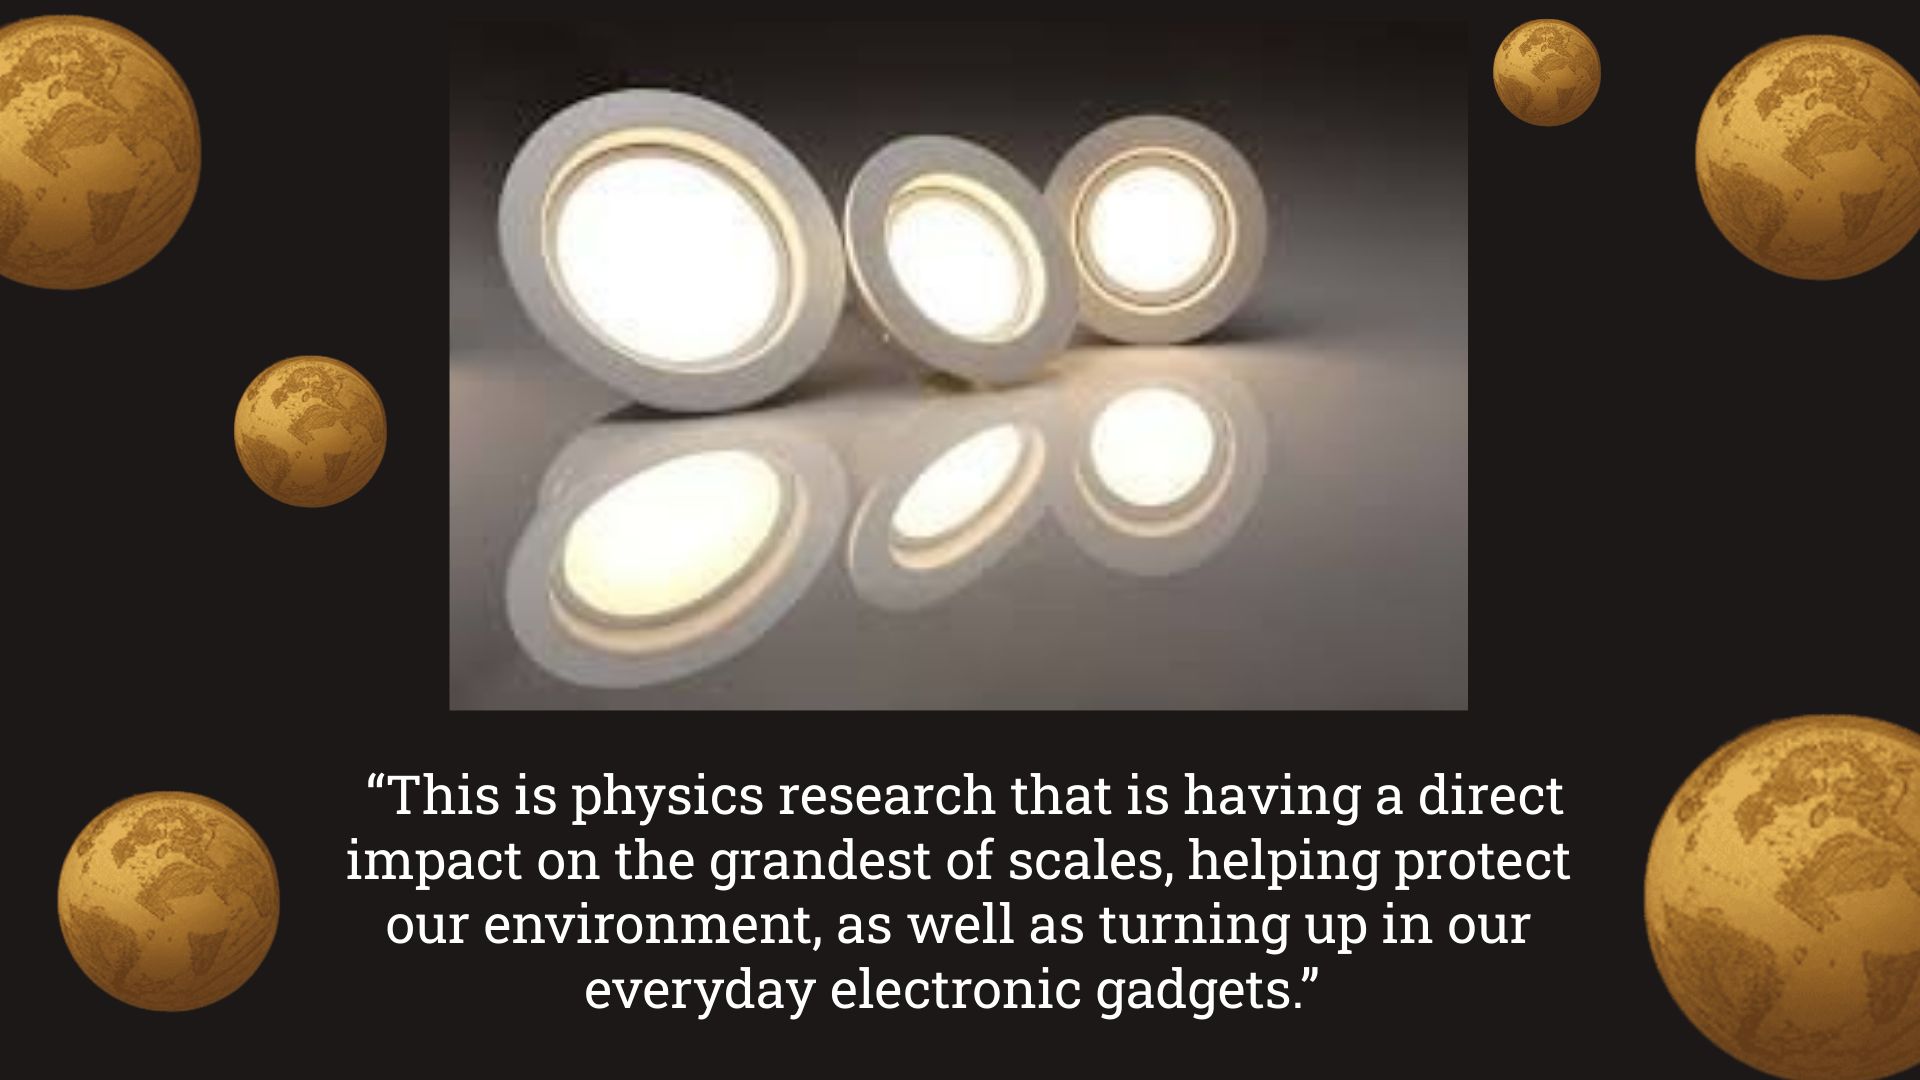 “This is physics research that is having a direct
impact on the grandest of scales, helping protect
our environment, as well as turning up in our
everyday electronic gadgets.”